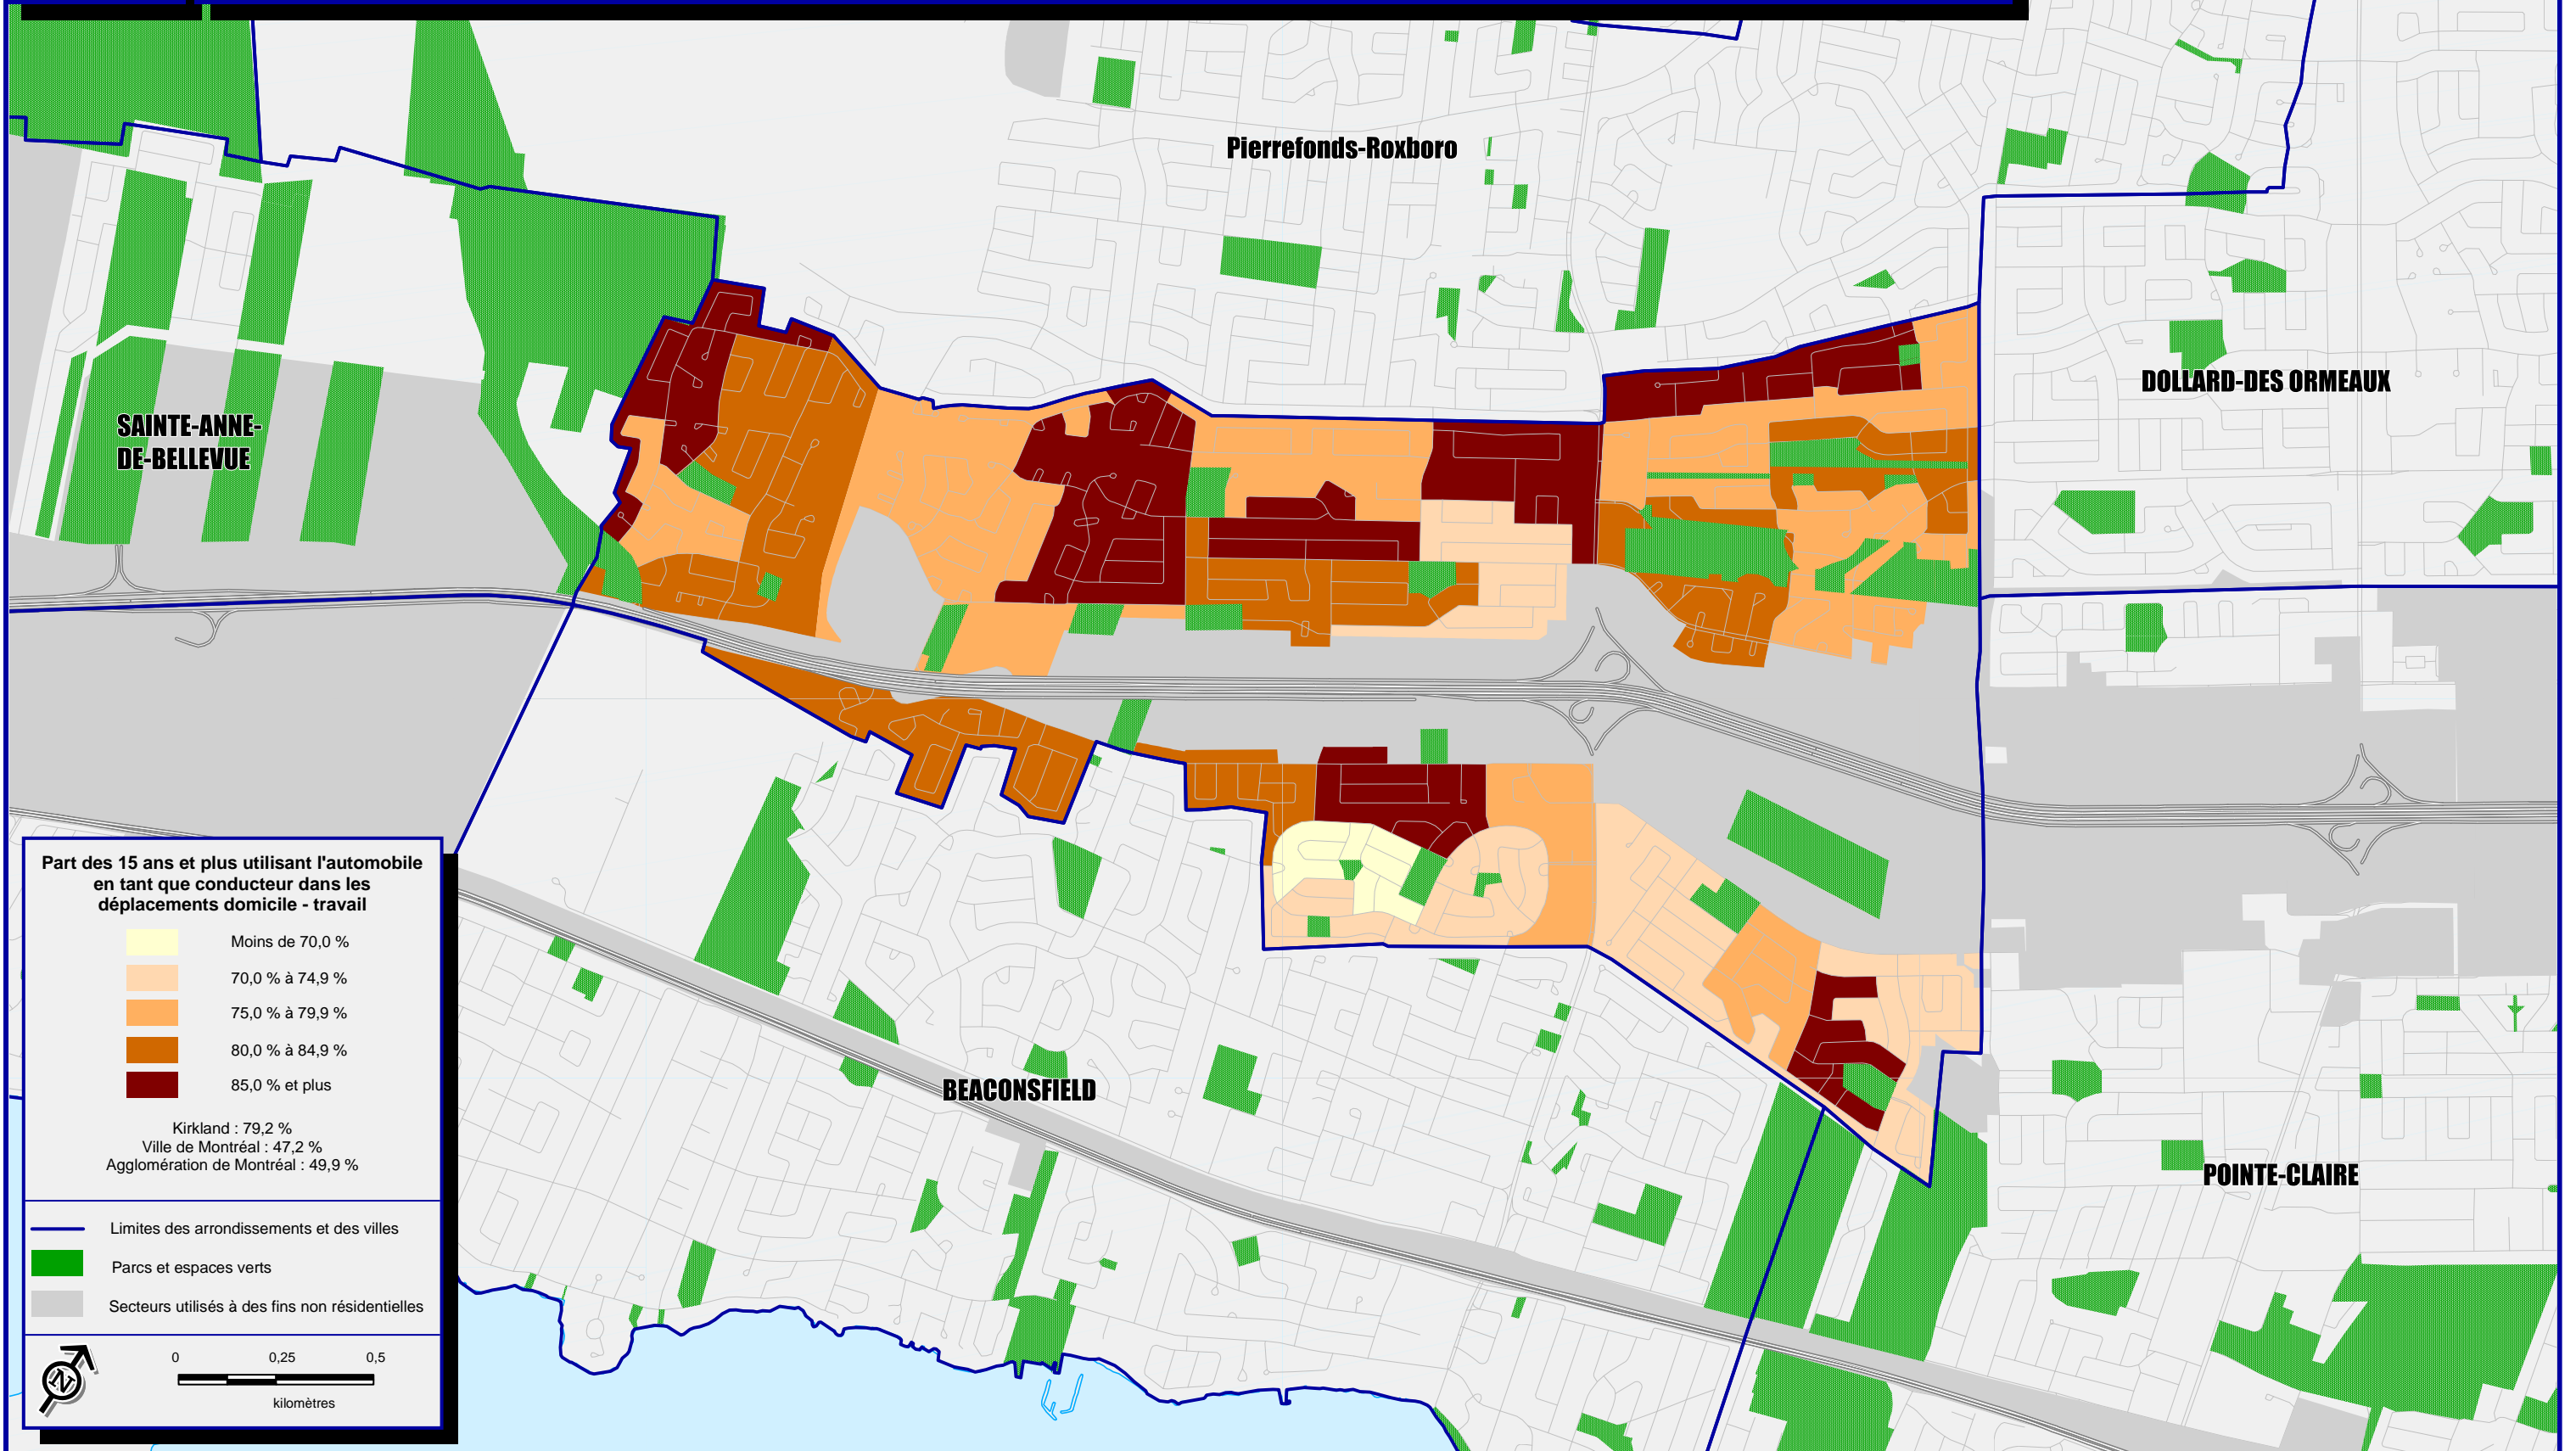 Pierrefonds-Roxboro
DOLLARD-DES ORMEAUX
SAINTE-ANNE-
DE-BELLEVUE
BEACONSFIELD
POINTE-CLAIRE
Part des 15 ans et plus utilisant l'automobile
en tant que conducteur dans les
déplacements domicile - travail
Moins de 70,0 %
70,0 % à 74,9 %
75,0 % à 79,9 %
80,0 % à 84,9 %
85,0 % et plus
Kirkland : 79,2 %
Ville de Montréal : 47,2 %
Agglomération de Montréal : 49,9 %
Limites des arrondissements et des villes
Parcs et espaces verts
Secteurs utilisés à des fins non résidentielles
N
0 0,25 0,5
kilomètres